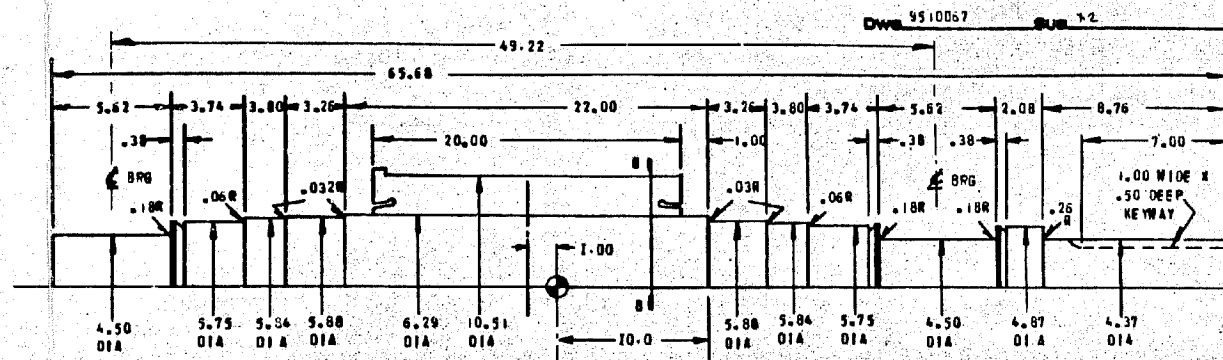 Dwg 9510067 Sub X2
49.22
65.68
5.62 3.74 3.80 3.26 22.00 3.26 3.80 3.74 5.62 2.08 8.76
.38 20.00 1.00 .38 .38 7.00
B
℄ BRG ℄ BRG
1.00 WIDE X
.50 DEEP
KEYWAY
.18R .06R .032R .03R .06R .18R .18R .26
R
1.00
B
4.50 5.75 5.84 5.88 6.29 10.51 5.88 5.84 5.75 4.50 4.87 4.37
DIA DIA DIA DIA DIA DIA DIA DIA DIA DIA DIA DIA
10.0